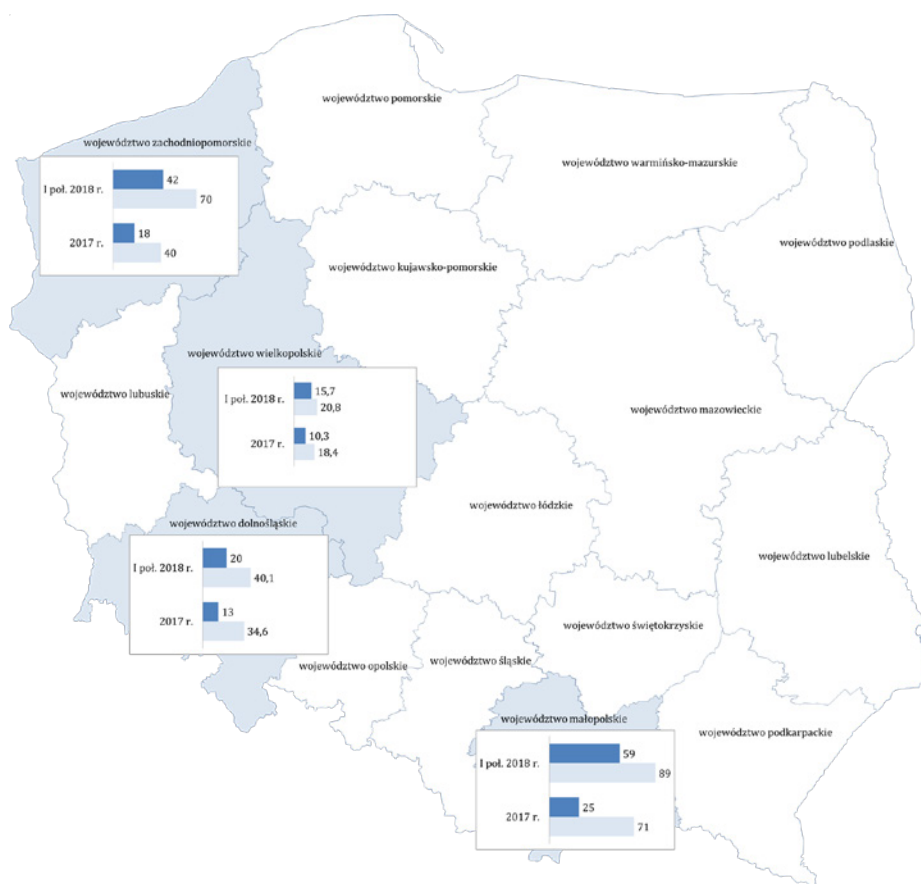 województwo pomorskie
województwo zachodniopomorskie
województwo warmińsko-mazurskie
I poł. 2018 r.
42
70
2017 r.
18
40
województwo podlaskie
województwo kujawsko-pomorskie
województwo wielkopolskie
I poł. 2018 r.
15,7
20,8
2017 r.
10,3
18,4
województwo lubuskie
województwo mazowieckie
województwo łódzkie
województwo dolnośląskie
I poł. 2018 r.
20
40,1
2017 r.
13
34,6
województwo lubelskie
województwo świętokrzyskie
województwo opolskie
województwo śląskie
województwo małopolskie
I poł. 2018 r.
59
89
2017 r.
25
71
województwo podkarpackie